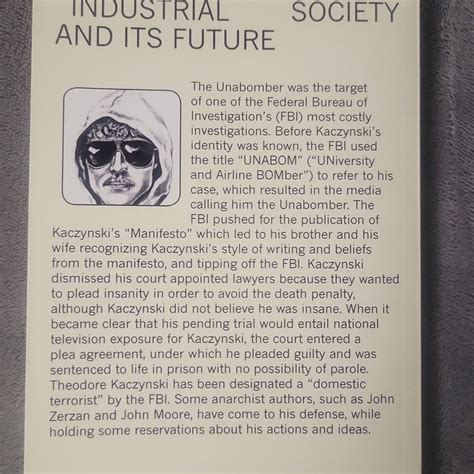 INDUSTRIAL SOCIETY
AND ITS FUTURE
The Unabomber was the target
of one of the Federal Bureau of
Investigation's (FBI) most costly
investigations. Before Kaczynski's
identity was known, the FBI used
the title “UNABOM” (“UNiversity
and Airline BOMber”) to refer to his
case, which resulted in the media
calling him the Unabomber. The
FBI pushed for the publication of
Kaczynski's “Manifesto” which led to his brother and his
wife recognizing Kaczynski's style of writing and beliefs
from the manifesto, and tipping off the FBI. Kaczynski
dismissed his court appointed lawyers because they wanted
to plead insanity in order to avoid the death penalty,
although Kaczynski did not believe he was insane. When it
became clear that his pending trial would entail national
television exposure for Kaczynski, the court entered a
plea agreement, under which he pleaded guilty and was
sentenced to life in prison with no possibility of parole.
Theodore Kaczynski has been designated a “domestic
terrorist” by the FBI. Some anarchist authors, such as John
Zerzan and John Moore, have come to his defense, while
holding some reservations about his actions and ideas.